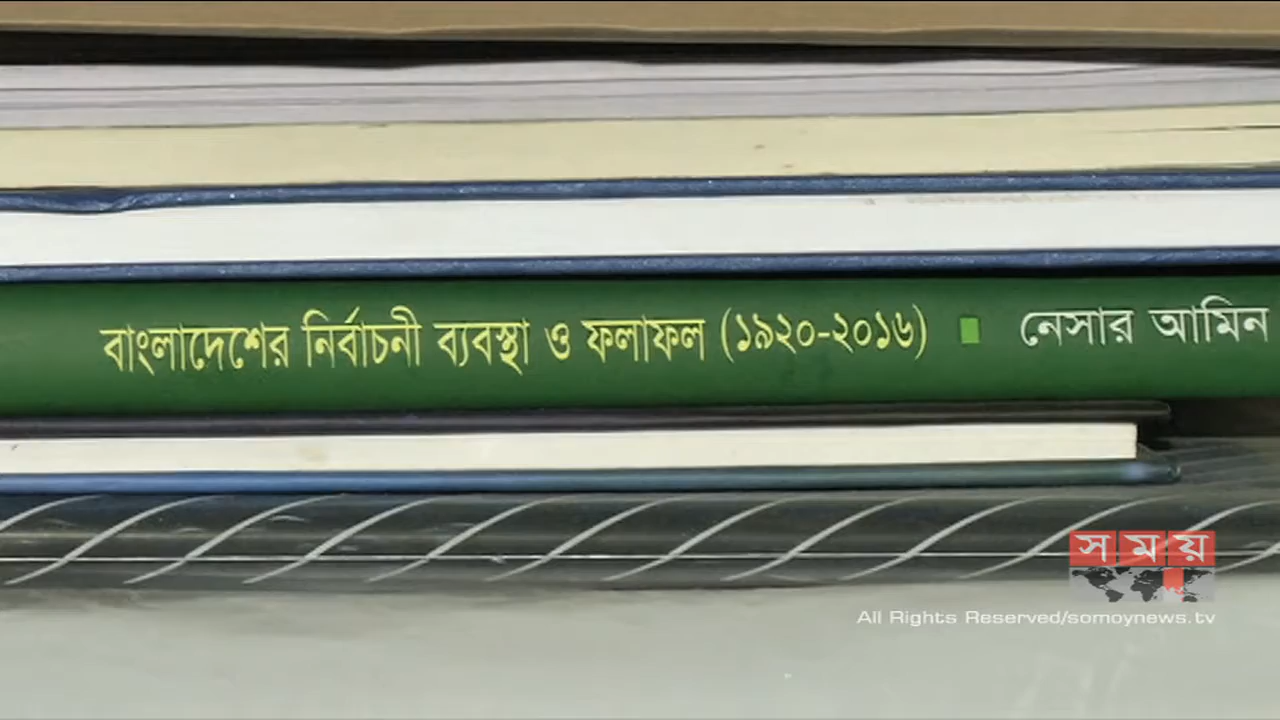 বাংলাদেশের নির্বাচনী ব্যবস্থা ও ফলাফল (১৯২০-২০১৬) নেসার আমিন
সময়
All Rights Reserved/somoynews.tv